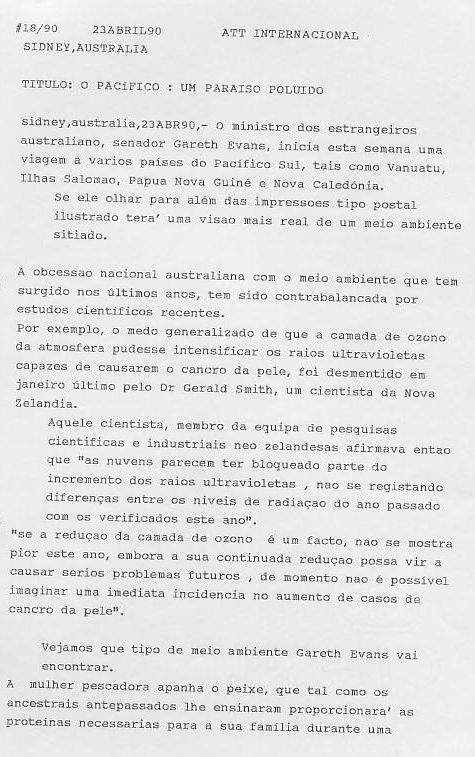 #18/90 23ABRIL90 ATT INTERNACIONAL
SIDNEY,AUSTRALIA
TITULO: O PACíFICO : UM PARAISO POLUIDO
sidney,australia,23ABR90,- O ministro dos estrangeiros
australiano, senador Gareth Evans, inicia esta semana uma
viagem a varios países do Pacífico Sul, tais como Vanuatu,
Ilhas Salomao, Papua Nova Guiné e Nova Caledónia.
Se ele olhar para além das impressoes tipo postal
ilustrado tera' uma visao mais real de um meio ambiente
sitiado.
A obcessao nacional australiana com o meio ambiente que tem
surgido nos últimos anos, tem sido contrabalancada por
estudos científicos recentes.
Por exemplo, o medo generalizado de que a camada de ozono
da atmosfera pudesse intensificar os raios ultravioletas
capazes de causarem o cancro da pele, foi desmentido em
janeiro último pelo Dr Gerald Smith, um cientista da Nova
Zelandia.
Aquele cientista, membro da equipa de pesquisas
cientificas e industriais neo zelandesas afirmava entao
que "as nuvens parecem ter bloqueado parte do
incremento dos raios ultravioletas , nao se registando
diferenças entre os niveis de radiaçao do ano passado
com os verificados este ano".
"se a reduçao da camada de ozono é um facto, nao se mostra
pior este ano, embora a sua continuada reduçao possa vir a
causar serios problemas futuros , de momento nao é possível
imaginar uma imediata incidencia no aumento de casos de
cancro da pele".
Vejamos que tipo de meio ambiente Gareth Evans vai
encontrar.
A mulher pescadora apanha o peixe, que tal como os
ancestrais antepassados lhe ensinaram proporcionara' as
proteínas necessarias para a sua família durante uma